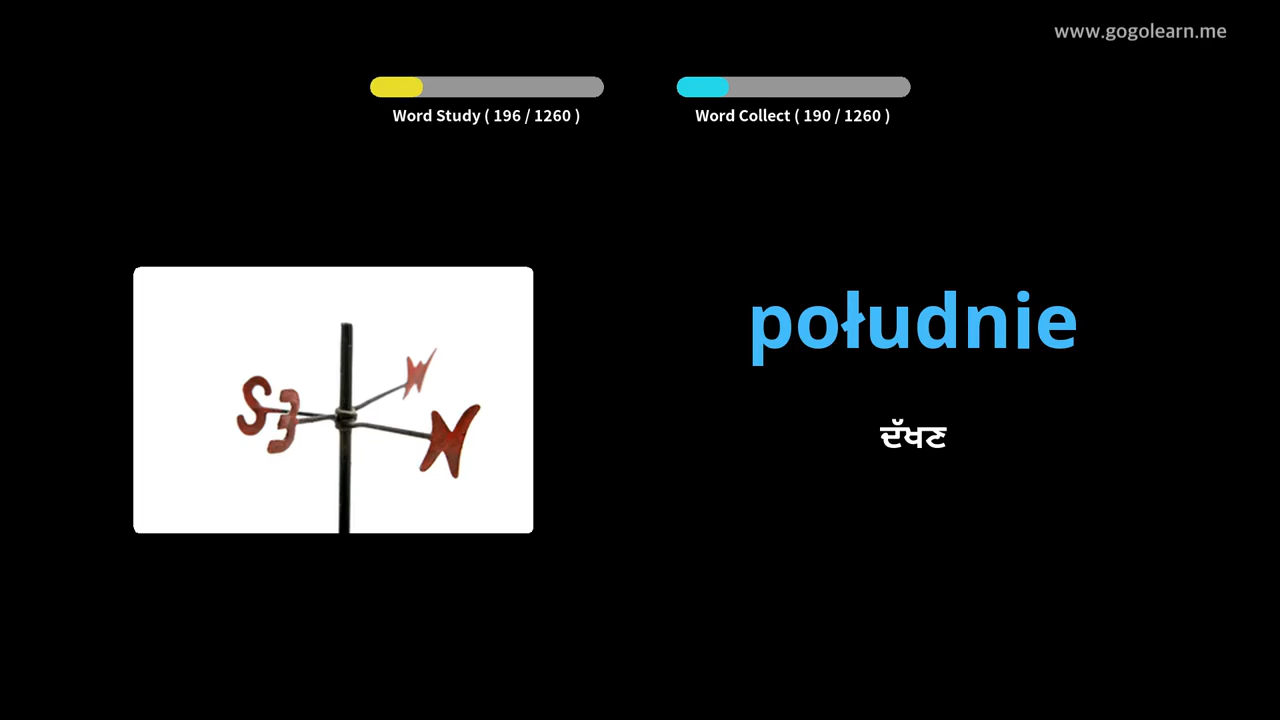 www.gogolearn.me
Word Study ( 196 / 1260 )
Word Collect ( 190 / 1260 )
południe
ਦੱਖਣ
S E N W